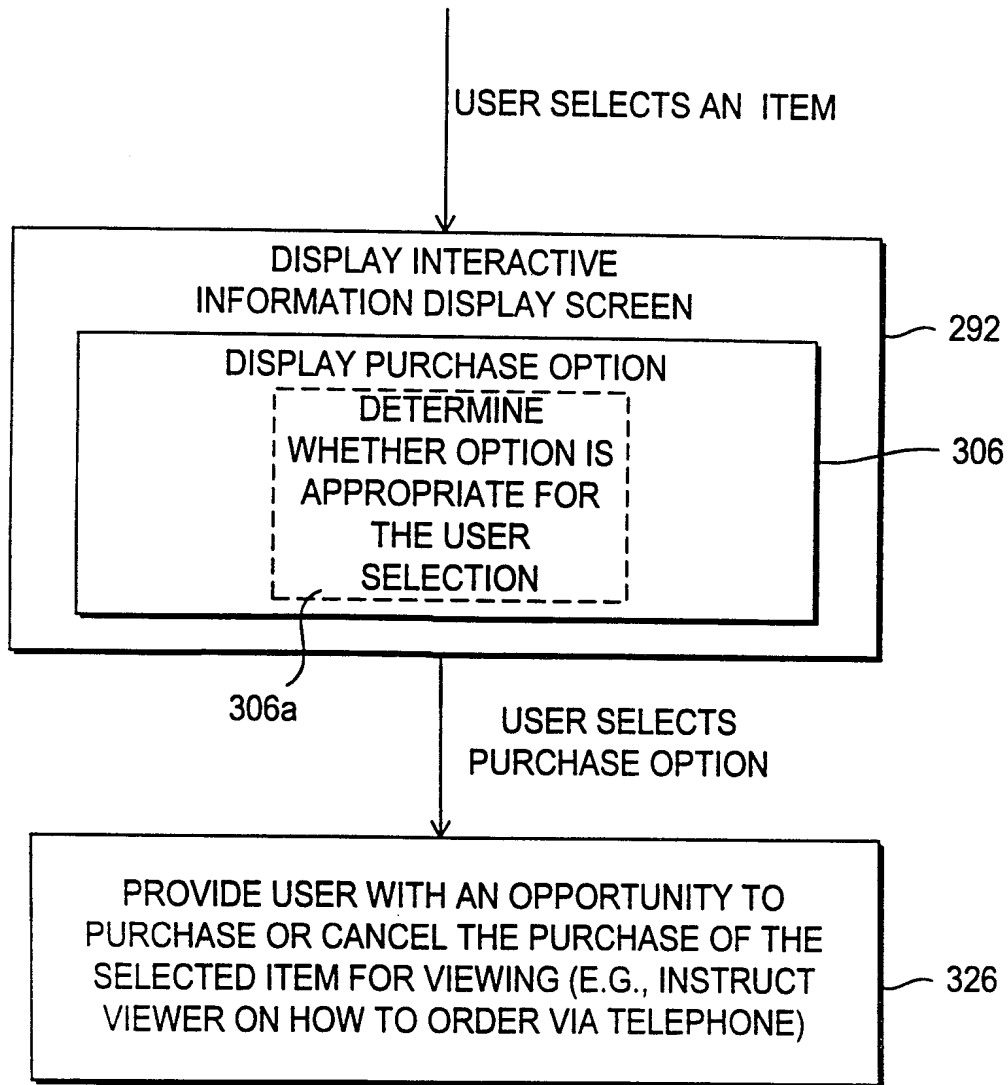 USER SELECTS AN ITEM
DISPLAY INTERACTIVE
INFORMATION DISPLAY SCREEN
292
DISPLAY PURCHASE OPTION
306
DETERMINE
WHETHER OPTION IS
APPROPRIATE FOR
THE USER
SELECTION
306a
USER SELECTS
PURCHASE OPTION
PROVIDE USER WITH AN OPPORTUNITY TO
PURCHASE OR CANCEL THE PURCHASE OF THE
SELECTED ITEM FOR VIEWING (E.G., INSTRUCT
VIEWER ON HOW TO ORDER VIA TELEPHONE)
326